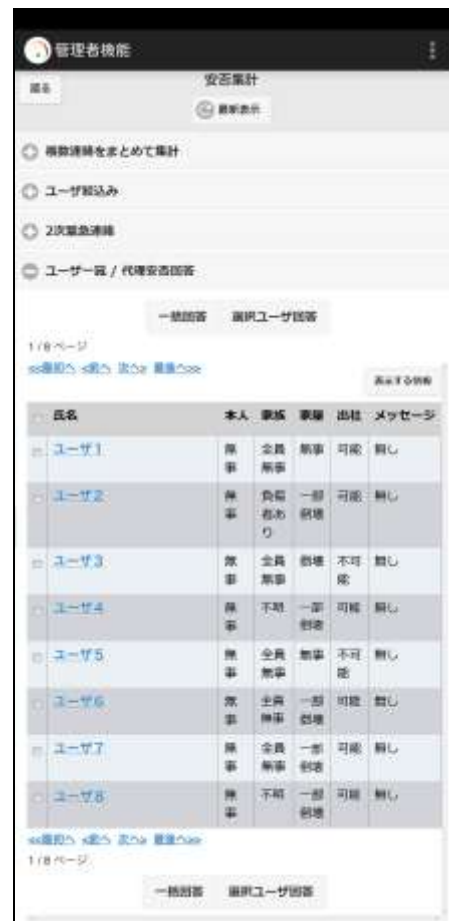 管理者機能
戻る
安否集計
最新表示
複数連絡をまとめて集計
ユーザ絞込み
2次緊急連絡
ユーザ一覧 / 代理安否回答
一括回答 選択ユーザ回答
1 / 8 ページ
<<最初へ <前へ 次へ> 最後へ>>
表示する情報
氏名 本人 家族 家屋 出社 メッセージ
ユーザ1 無事 全員無事 無事 可能 無し
ユーザ2 無事 負傷者あり 一部倒壊 可能 無し
ユーザ3 無事 全員無事 倒壊 不可能 無し
ユーザ4 無事 不明 一部倒壊 可能 無し
ユーザ5 無事 全員無事 無事 不可能 無し
ユーザ6 無事 全員無事 一部倒壊 可能 無し
ユーザ7 無事 全員無事 一部倒壊 可能 無し
ユーザ8 無事 不明 一部倒壊 可能 無し
<<最初へ <前へ 次へ> 最後へ>>
1 / 8 ページ
一括回答 選択ユーザ回答